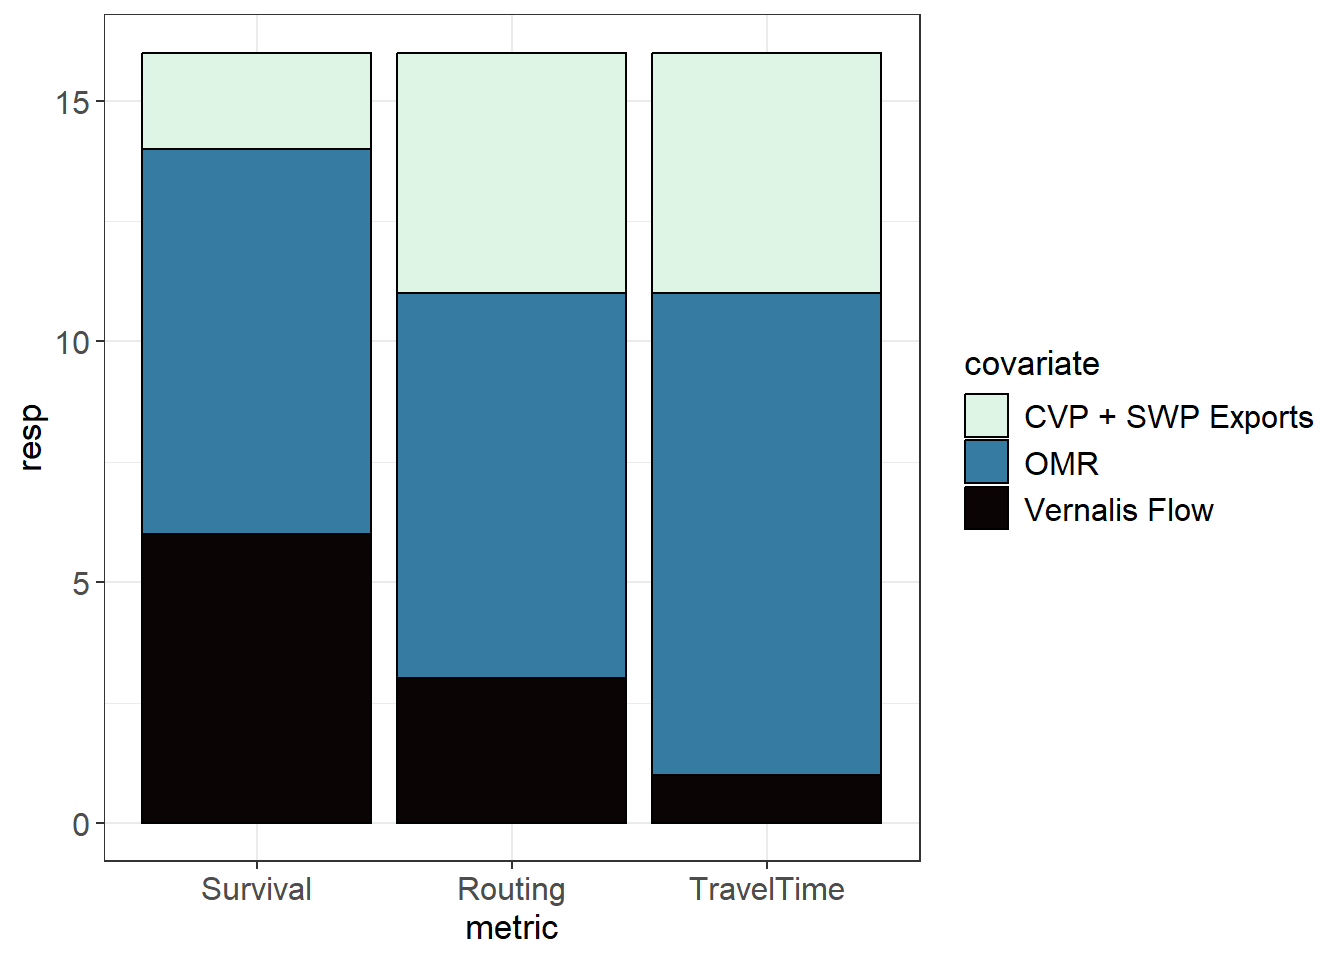 15
10
5
0
resp
Survival
Routing
TravelTime
metric
covariate
CVP + SWP Exports
OMR
Vernalis Flow